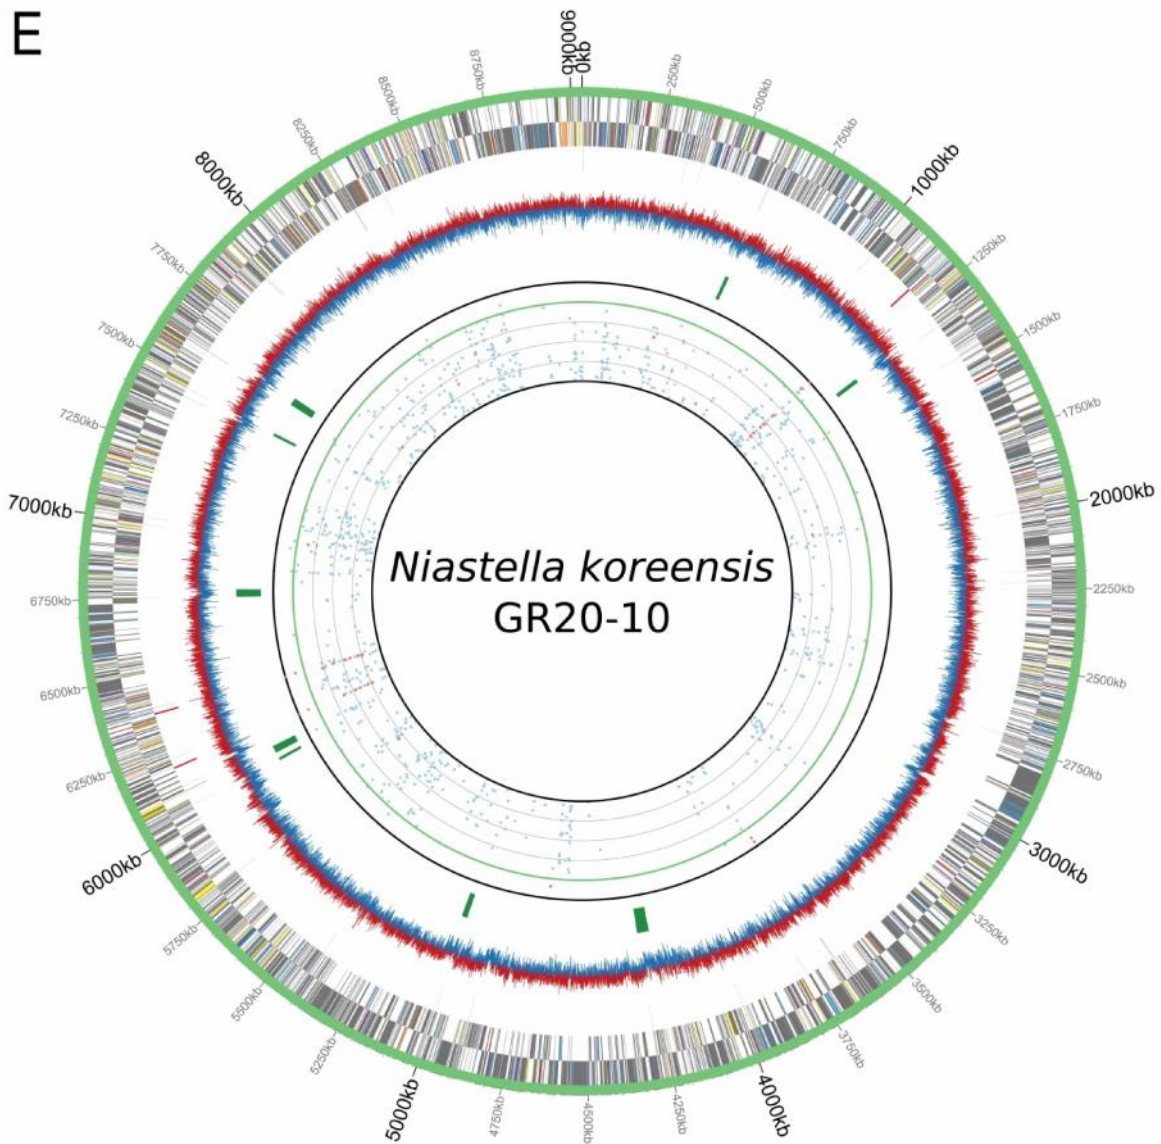 E
9000kb
0kb
250kb
500kb
750kb
1000kb
1250kb
1500kb
1750kb
2000kb
2250kb
2500kb
2750kb
3000kb
3250kb
3500kb
3750kb
4000kb
4250kb
4500kb
4750kb
5000kb
5250kb
5500kb
5750kb
6000kb
6250kb
6500kb
6750kb
7000kb
7250kb
7500kb
7750kb
8000kb
8250kb
8500kb
8750kb
Niastella koreensis
GR20-10